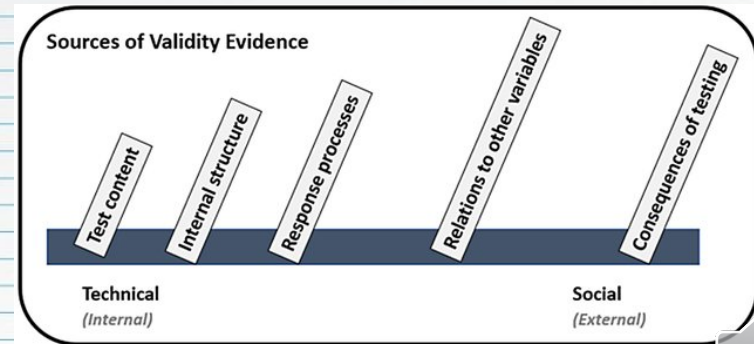 Sources of Validity Evidence
Test content
Internal structure
Response processes
Relations to other variables
Consequences of testing
Technical
(Internal)
Social
(External)